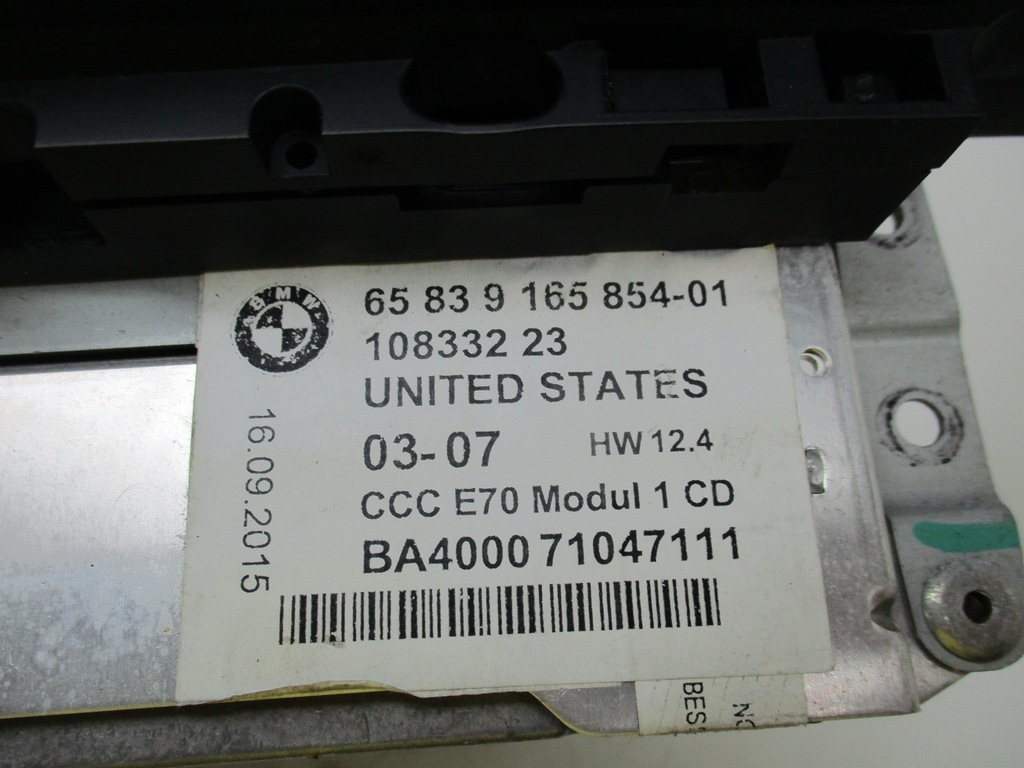 BMW
65 83 9 165 854-01
108332 23
UNITED STATES
03-07 HW 12.4
CCC E70 Modul 1 CD
BA4000 71047111
16.09.2015
BES